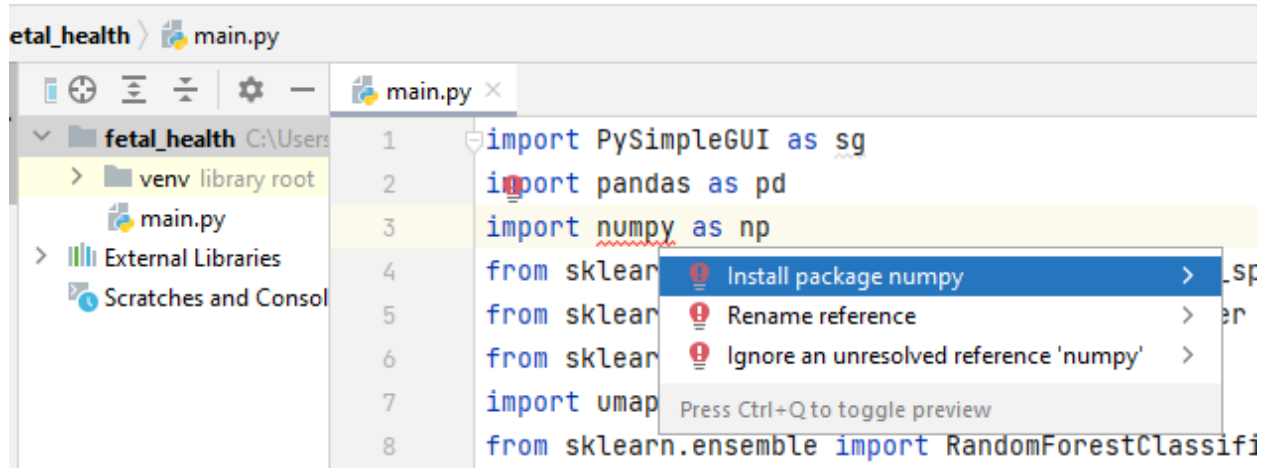 etal_health main.py
main.py
fetal_health C:\Users
venv library root
main.py
External Libraries
Scratches and Consol
1 import PySimpleGUI as sg
2 import pandas as pd
3 import numpy as np
4 from sklear _sp
5 from sklear er
6 from sklear
7 import umap
8 from sklearn.ensemble import RandomForestClassifi
Install package numpy
Rename reference
Ignore an unresolved reference 'numpy'
Press Ctrl+Q to toggle preview